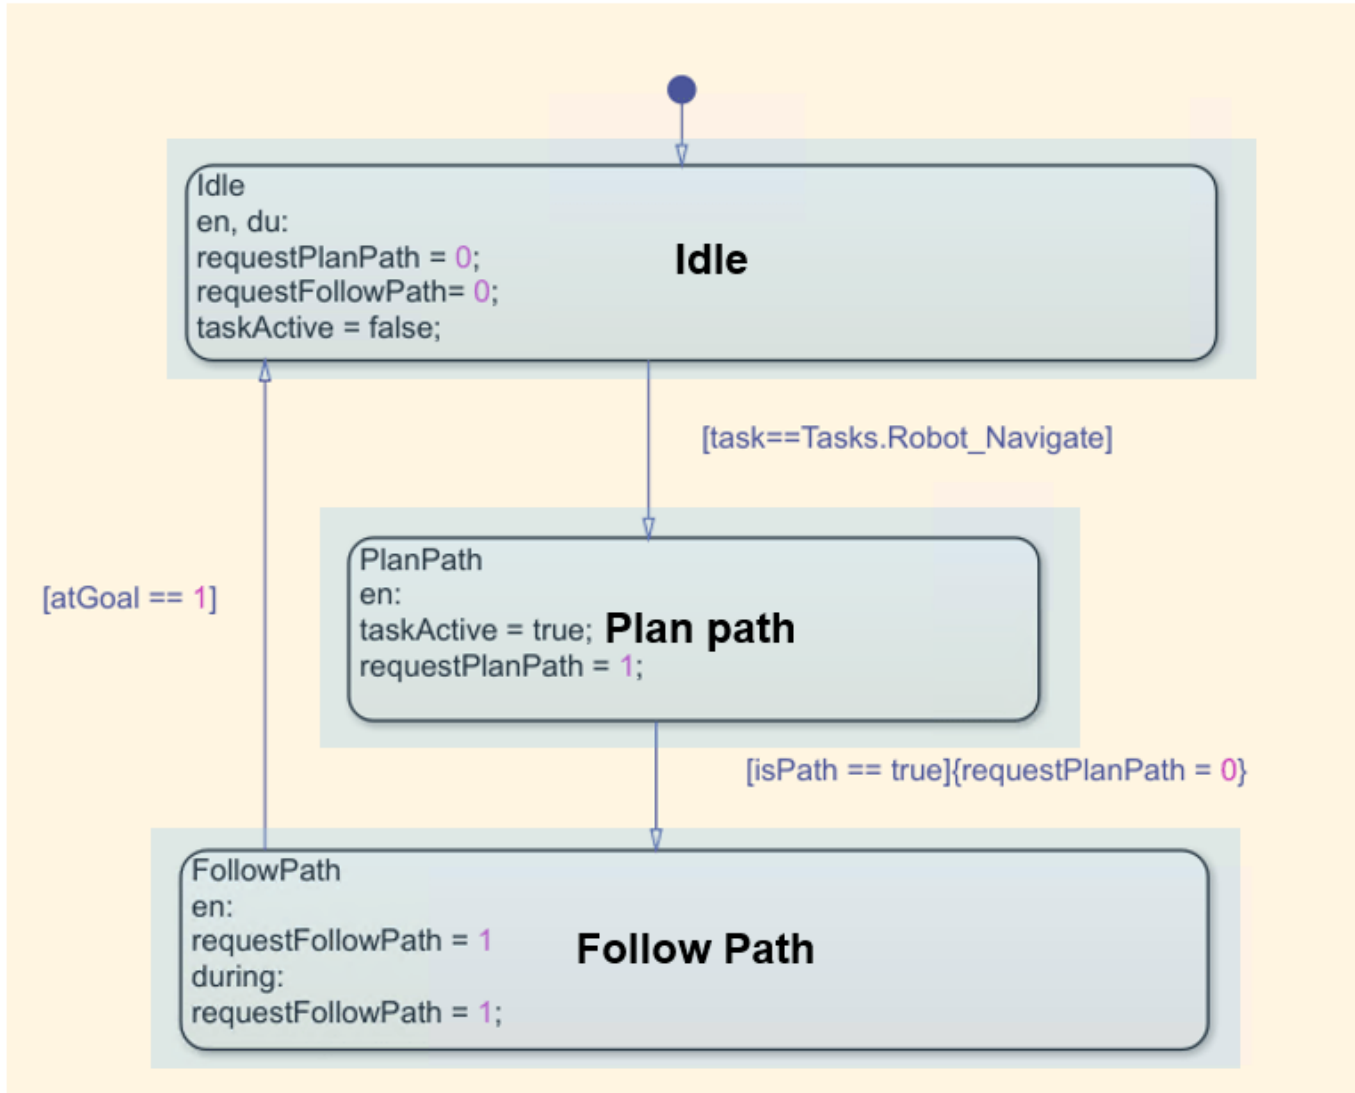 Idle
en, du:
requestPlanPath = 0;
requestFollowPath= 0;
taskActive = false;
Idle
[task==Tasks.Robot_Navigate]
PlanPath
en:
taskActive = true;
requestPlanPath = 1;
Plan path
[atGoal == 1]
[isPath == true]{requestPlanPath = 0}
FollowPath
en:
requestFollowPath = 1
during:
requestFollowPath = 1;
Follow Path